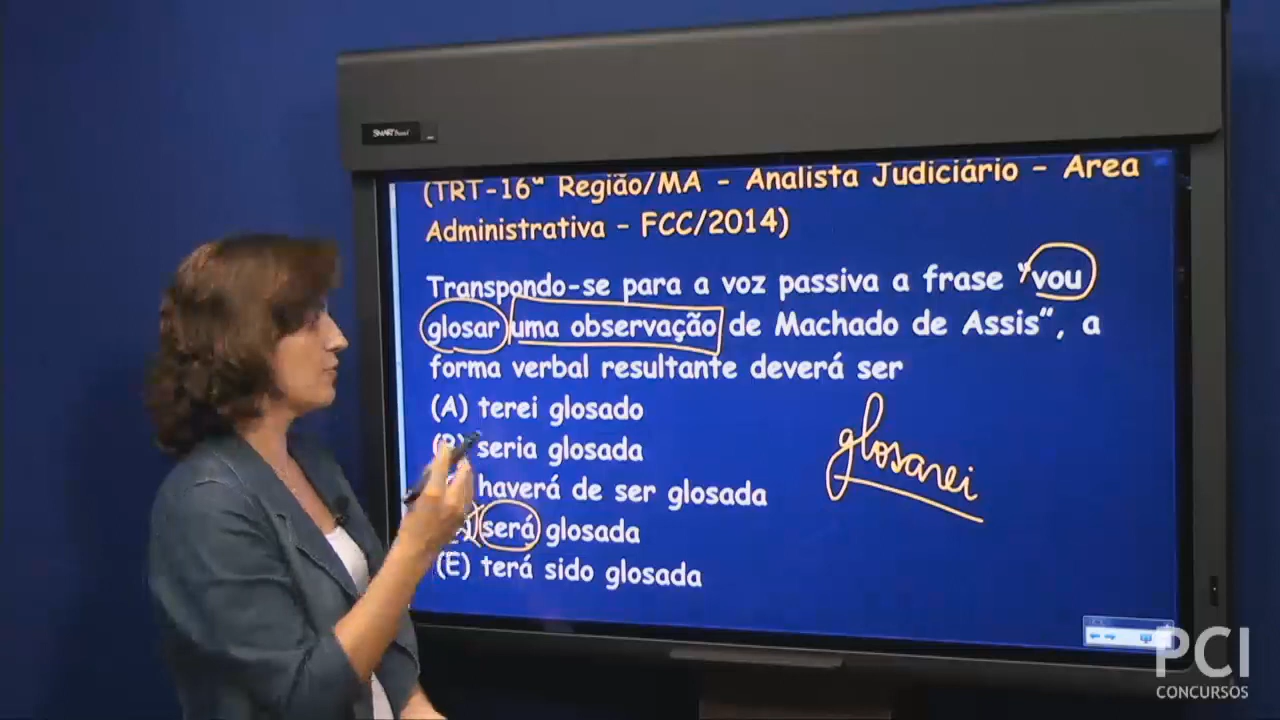 SMART Board
(TRT-16ª Região/MA - Analista Judiciário - Área
Administrativa - FCC/2014)
Transpondo-se para a voz passiva a frase "vou
glosar uma observação de Machado de Assis", a
forma verbal resultante deverá ser
(A) terei glosado
(B) seria glosada
haverá de ser glosada
será glosada
(E) terá sido glosada
glosarei
PCI
CONCURSOS